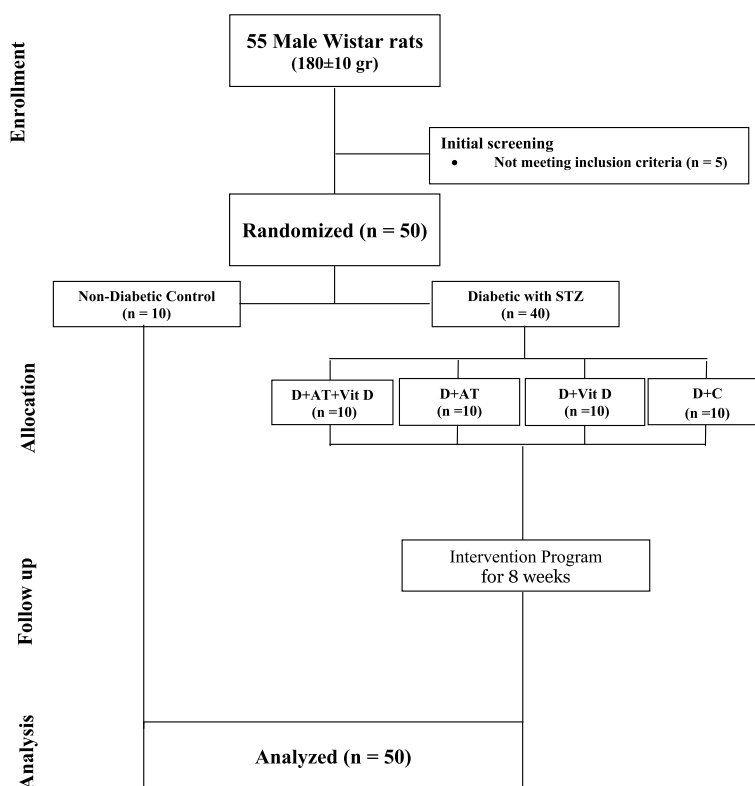 Enrollment
55 Male Wistar rats
(180±10 gr)
Initial screening
• Not meeting inclusion criteria (n = 5)
Randomized (n = 50)
Non-Diabetic Control
(n = 10)
Diabetic with STZ
(n = 40)
Allocation
D+AT+Vit D
(n =10)
D+AT
(n =10)
D+Vit D
(n =10)
D+C
(n =10)
Follow up
Intervention Program
for 8 weeks
Analysis
Analyzed (n = 50)